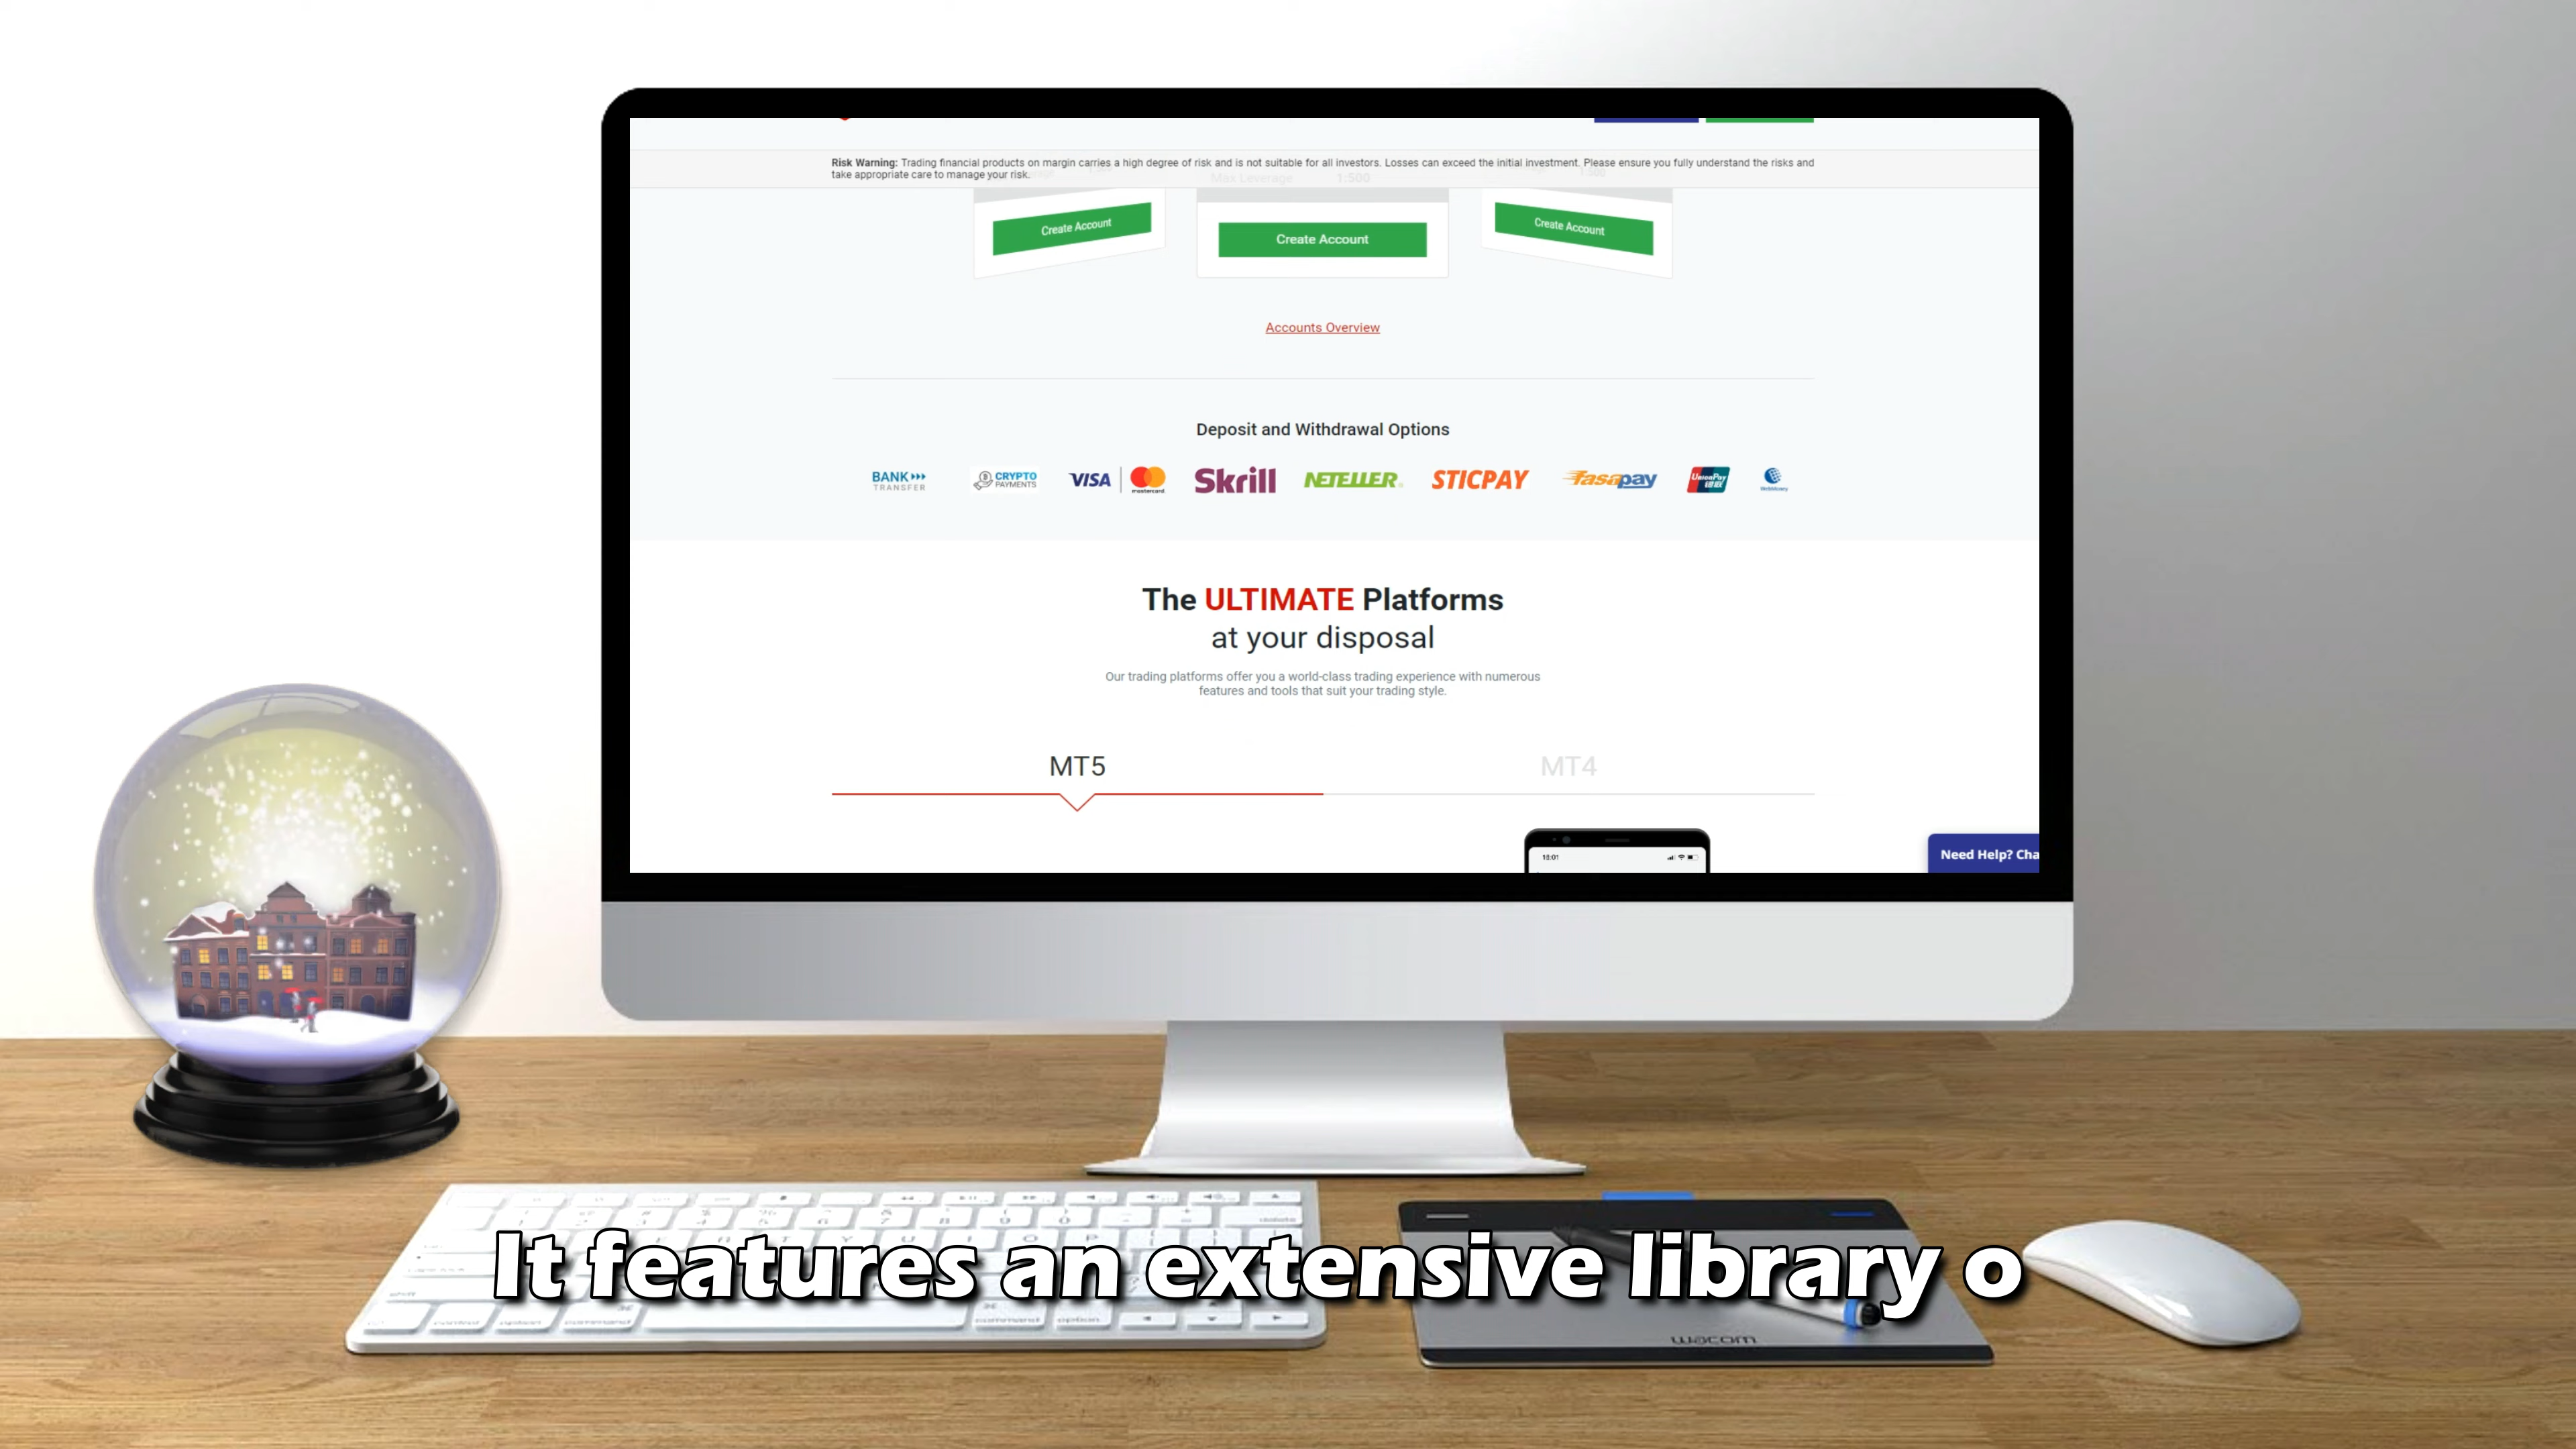 Risk Warning: Trading financial products on margin carries a high degree of risk and is not suitable for all investors. Losses can exceed the initial investment. Please ensure you fully understand the risks and
take appropriate care to manage your risk.
Max Leverage 1:500
Create Account
Create Account
Create Account
Accounts Overview
Deposit and Withdrawal Options
BANK TRANSFER
CRYPTO PAYMENTS
VISA
mastercard
Skrill
NETELLER
STICPAY
fasapay
UnionPay
WebMoney
The ULTIMATE Platforms
at your disposal
Our trading platforms offer you a world-class trading experience with numerous
features and tools that suit your trading style.
MT5
MT4
Need Help? Cha
It features an extensive library o
wacom